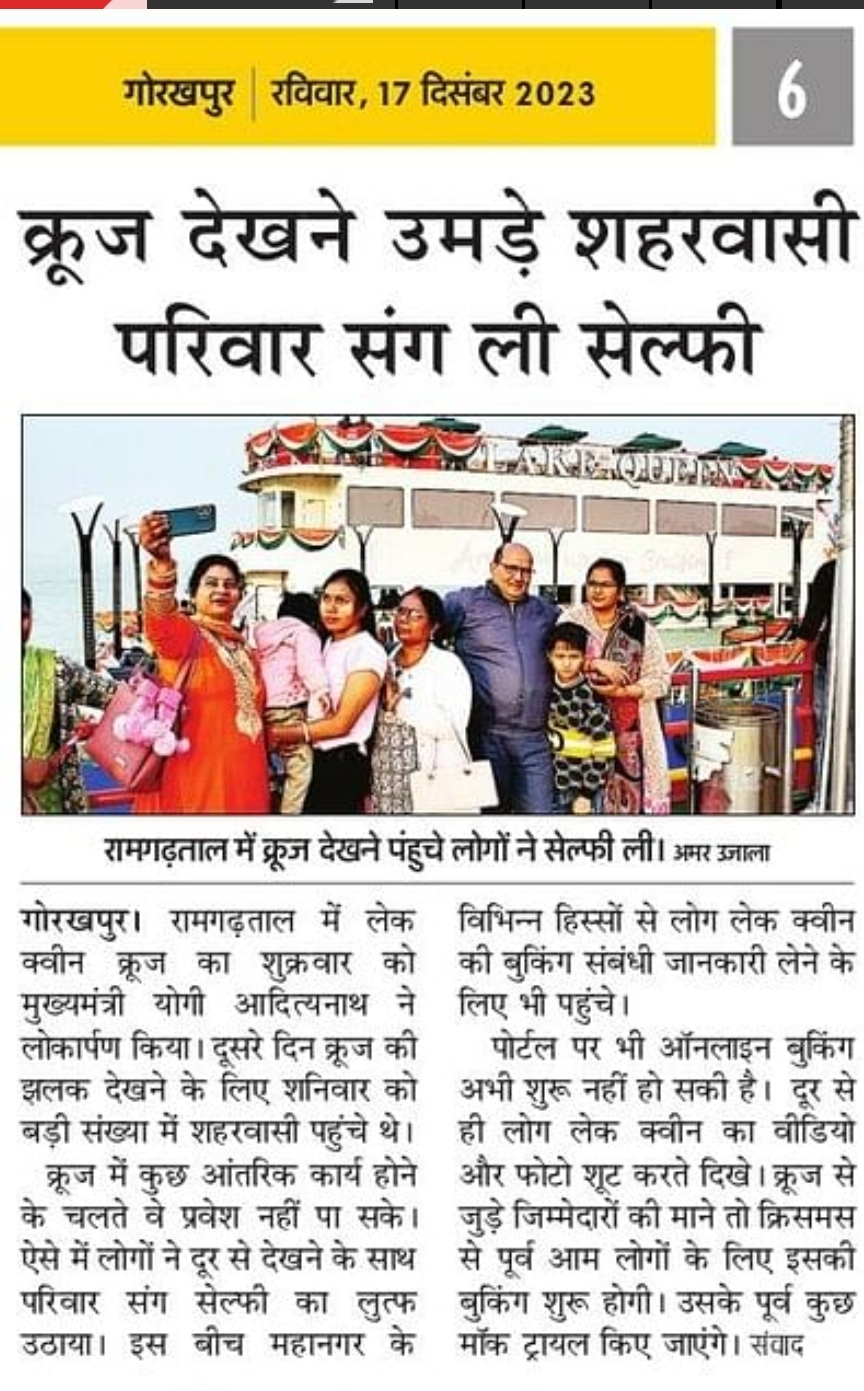 गोरखपुर | रविवार, 17 दिसंबर 2023
6
क्रूज देखने उमड़े शहरवासी
परिवार संग ली सेल्फी
LAKE QUEEN
रामगढ़ताल में क्रूज देखने पंहुचे लोगों ने सेल्फी ली। अमर उजाला
गोरखपुर। रामगढ़ताल में लेक
क्वीन क्रूज का शुक्रवार को
मुख्यमंत्री योगी आदित्यनाथ ने
लोकार्पण किया। दूसरे दिन क्रूज की
झलक देखने के लिए शनिवार को
बड़ी संख्या में शहरवासी पहुंचे थे।
क्रूज में कुछ आंतरिक कार्य होने
के चलते वे प्रवेश नहीं पा सके।
ऐसे में लोगों ने दूर से देखने के साथ
परिवार संग सेल्फी का लुत्फ
उठाया। इस बीच महानगर के
विभिन्न हिस्सों से लोग लेक क्वीन
की बुकिंग संबंधी जानकारी लेने के
लिए भी पहुंचे।
पोर्टल पर भी ऑनलाइन बुकिंग
अभी शुरू नहीं हो सकी है। दूर से
ही लोग लेक क्वीन का वीडियो
और फोटो शूट करते दिखे। क्रूज से
जुड़े जिम्मेदारों की माने तो क्रिसमस
से पूर्व आम लोगों के लिए इसकी
बुकिंग शुरू होगी। उसके पूर्व कुछ
मॉक ट्रायल किए जाएंगे। संवाद